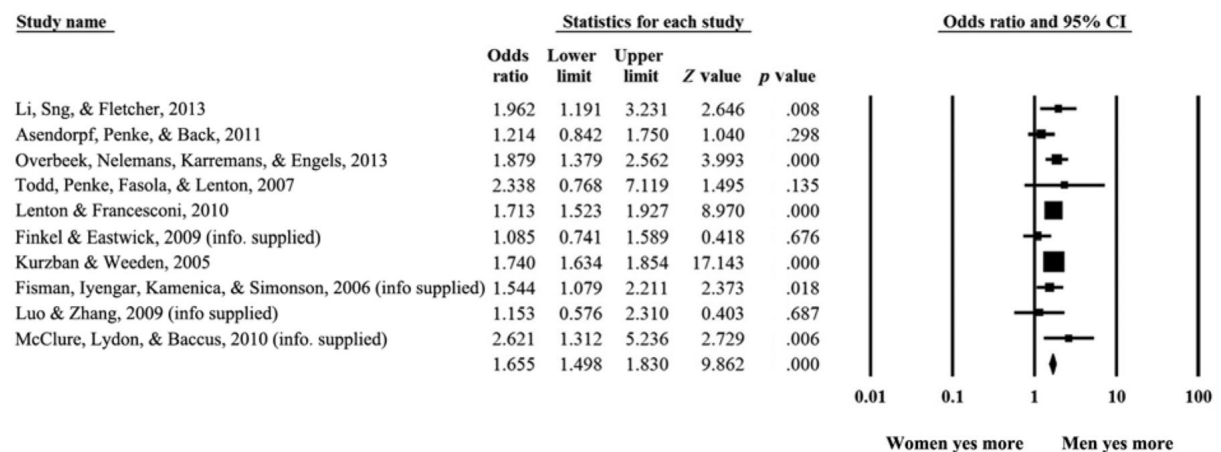 Study name Statistics for each study Odds ratio and 95% CI
Odds Lower Upper
ratio limit limit Z value p value
Li, Sng, & Fletcher, 2013 1.962 1.191 3.231 2.646 .008
Asendorpf, Penke, & Back, 2011 1.214 0.842 1.750 1.040 .298
Overbeek, Nelemans, Karremans, & Engels, 2013 1.879 1.379 2.562 3.993 .000
Todd, Penke, Fasola, & Lenton, 2007 2.338 0.768 7.119 1.495 .135
Lenton & Francesconi, 2010 1.713 1.523 1.927 8.970 .000
Finkel & Eastwick, 2009 (info. supplied) 1.085 0.741 1.589 0.418 .676
Kurzban & Weeden, 2005 1.740 1.634 1.854 17.143 .000
Fisman, Iyengar, Kamenica, & Simonson, 2006 (info supplied) 1.544 1.079 2.211 2.373 .018
Luo & Zhang, 2009 (info supplied) 1.153 0.576 2.310 0.403 .687
McClure, Lydon, & Baccus, 2010 (info. supplied) 2.621 1.312 5.236 2.729 .006
1.655 1.498 1.830 9.862 .000
0.01 0.1 1 10 100
Women yes more Men yes more